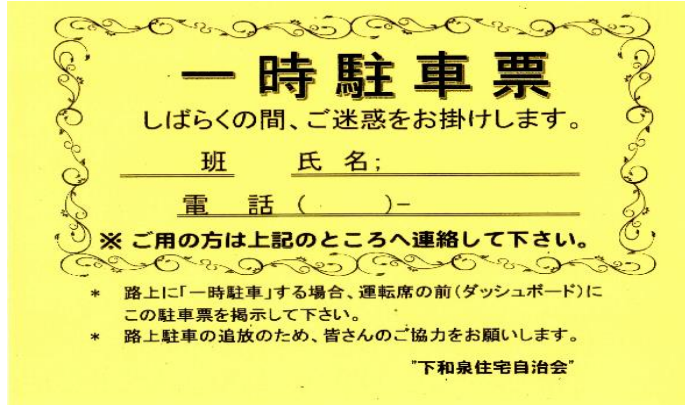 一時駐車票
しばらくの間、ご迷惑をお掛けします。
班　　氏 名;
電　話 (　　　)-
※ ご用の方は上記のところへ連絡して下さい。
* 路上に「一時駐車」する場合、運転席の前(ダッシュボード)に
この駐車票を掲示して下さい。
* 路上駐車の追放のため、皆さんのご協力をお願いします。
"下和泉住宅自治会"